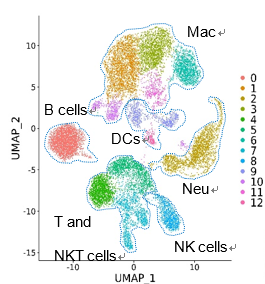 Mac↵
10
B cells↵
5
0
DCs↵
UMAP_2
-5
Neu↵
T and
-10
NKT cells↵
NK cells↵
-15
-10
0
10
UMAP_1
0
1
2
3
4
5
6
7
8
9
10
11
12